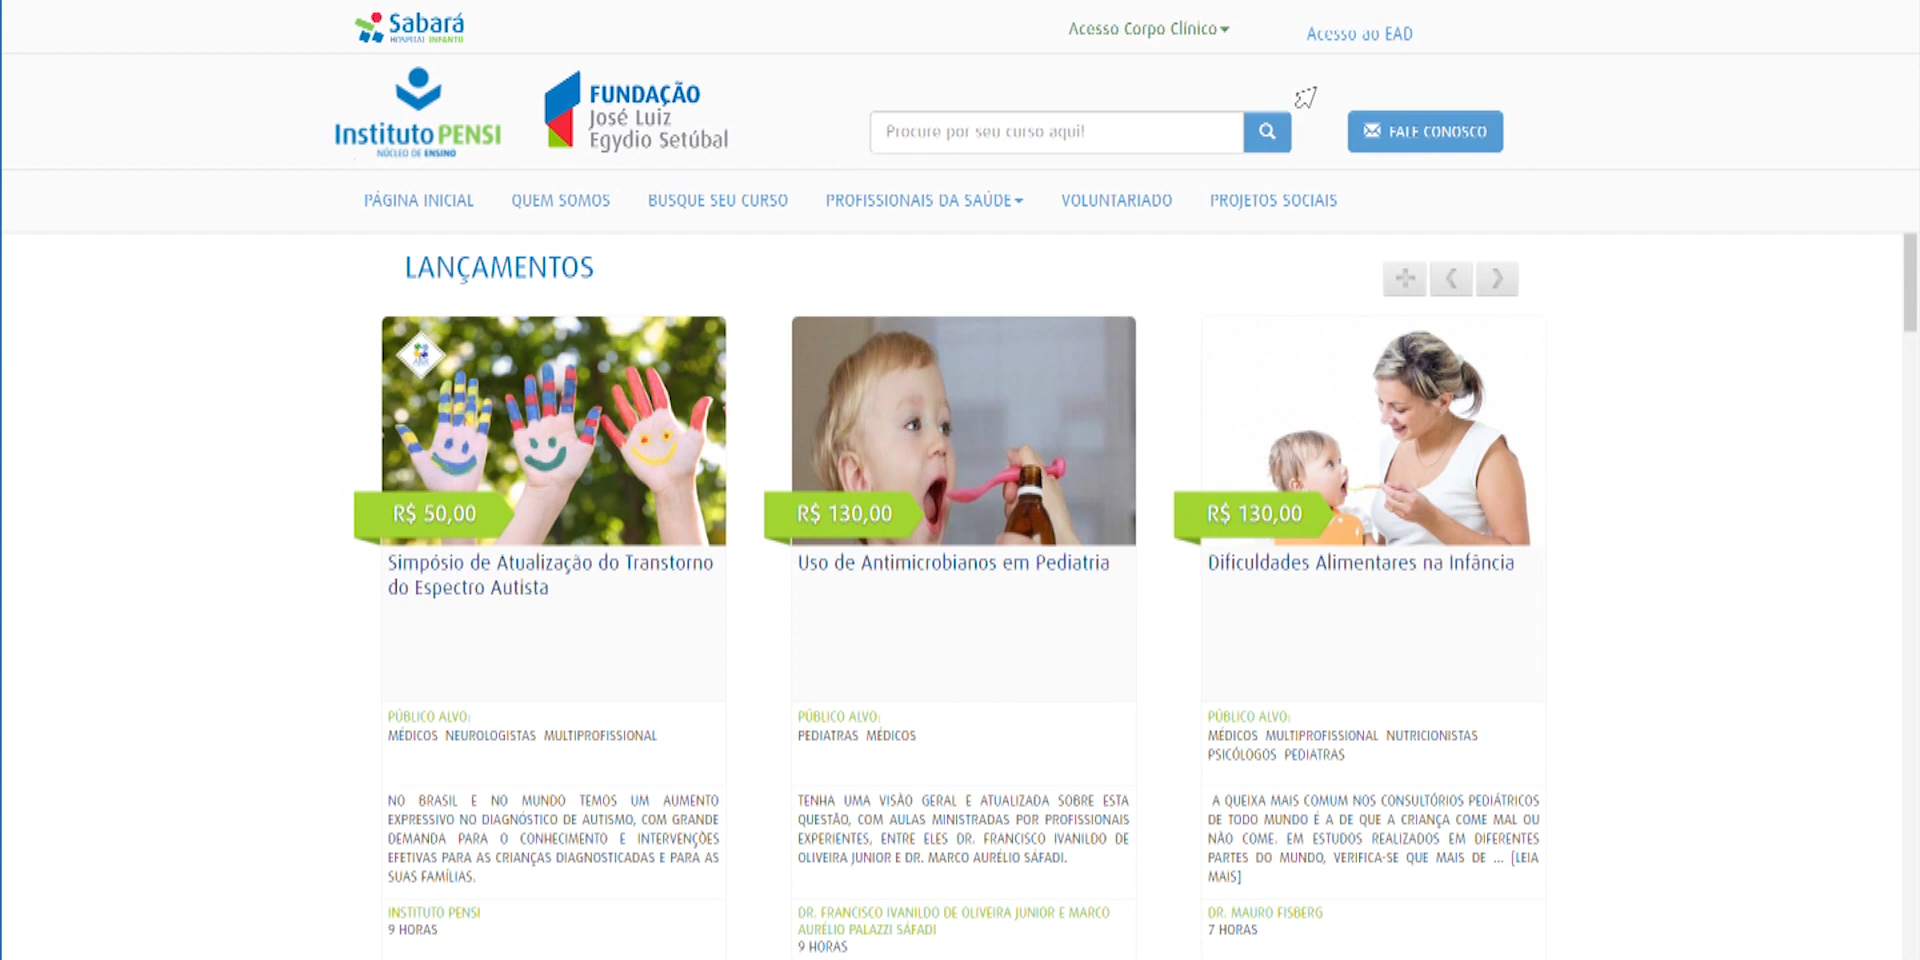 Sabará
HOSPITAL INFANTIL
Acesso Corpo Clínico
Acesso ao EAD
Instituto PENSI
NÚCLEO DE ENSINO
FUNDAÇÃO
José Luiz
Egydio Setúbal
Procure por seu curso aqui!
FALE CONOSCO
PÁGINA INICIAL
QUEM SOMOS
BUSQUE SEU CURSO
PROFISSIONAIS DA SAÚDE
VOLUNTARIADO
PROJETOS SOCIAIS
LANÇAMENTOS
R$ 50,00
Simpósio de Atualização do Transtorno
do Espectro Autista
PÚBLICO ALVO:
MÉDICOS NEUROLOGISTAS MULTIPROFISSIONAL
NO BRASIL E NO MUNDO TEMOS UM AUMENTO
EXPRESSIVO NO DIAGNÓSTICO DE AUTISMO, COM GRANDE
DEMANDA PARA O CONHECIMENTO E INTERVENÇÕES
EFETIVAS PARA AS CRIANÇAS DIAGNOSTICADAS E PARA AS
SUAS FAMÍLIAS.
INSTITUTO PENSI
9 HORAS
R$ 130,00
Uso de Antimicrobianos em Pediatria
PÚBLICO ALVO:
PEDIATRAS MÉDICOS
TENHA UMA VISÃO GERAL E ATUALIZADA SOBRE ESTA
QUESTÃO, COM AULAS MINISTRADAS POR PROFISSIONAIS
EXPERIENTES, ENTRE ELES DR. FRANCISCO IVANILDO DE
OLIVEIRA JUNIOR E DR. MARCO AURÉLIO SÁFADI.
DR. FRANCISCO IVANILDO DE OLIVEIRA JUNIOR E MARCO
AURÉLIO PALAZZI SÁFADI
9 HORAS
R$ 130,00
Dificuldades Alimentares na Infância
PÚBLICO ALVO:
MÉDICOS MULTIPROFISSIONAL NUTRICIONISTAS
PSICÓLOGOS PEDIATRAS
A QUEIXA MAIS COMUM NOS CONSULTÓRIOS PEDIÁTRICOS
DE TODO MUNDO É A DE QUE A CRIANÇA COME MAL OU
NÃO COME. EM ESTUDOS REALIZADOS EM DIFERENTES
PARTES DO MUNDO, VERIFICA-SE QUE MAIS DE ... [LEIA
MAIS]
DR. MAURO FISBERG
7 HORAS